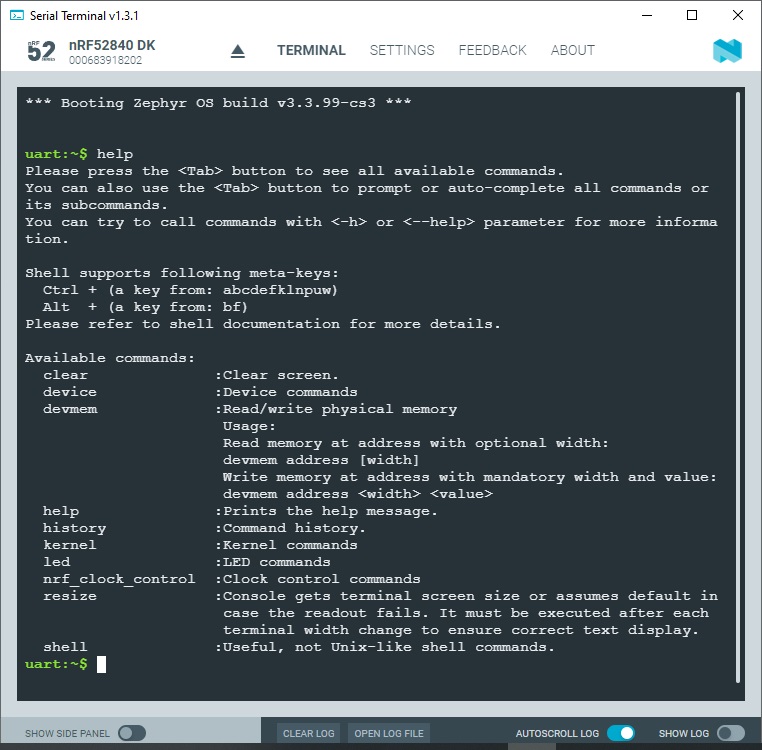 Serial Terminal v1.3.1
nRF
52
SERIES
nRF52840 DK
000683918202
TERMINAL
SETTINGS
FEEDBACK
ABOUT
*** Booting Zephyr OS build v3.3.99-cs3 ***
uart:~$ help
Please press the <Tab> button to see all available commands.
You can also use the <Tab> button to prompt or auto-complete all commands or
its subcommands.
You can try to call commands with <-h> or <--help> parameter for more informa
tion.
Shell supports following meta-keys:
  Ctrl + (a key from: abcdefklnpuw)
  Alt  + (a key from: bf)
Please refer to shell documentation for more details.
Available commands:
  clear              :Clear screen.
  device             :Device commands
  devmem             :Read/write physical memory
                      Usage:
                      Read memory at address with optional width:
                      devmem address [width]
                      Write memory at address with mandatory width and value:
                      devmem address <width> <value>
  help               :Prints the help message.
  history            :Command history.
  kernel             :Kernel commands
  led                :LED commands
  nrf_clock_control  :Clock control commands
  resize             :Console gets terminal screen size or assumes default in
                      case the readout fails. It must be executed after each
                      terminal width change to ensure correct text display.
  shell              :Useful, not Unix-like shell commands.
uart:~$
SHOW SIDE PANEL
CLEAR LOG
OPEN LOG FILE
AUTOSCROLL LOG
SHOW LOG